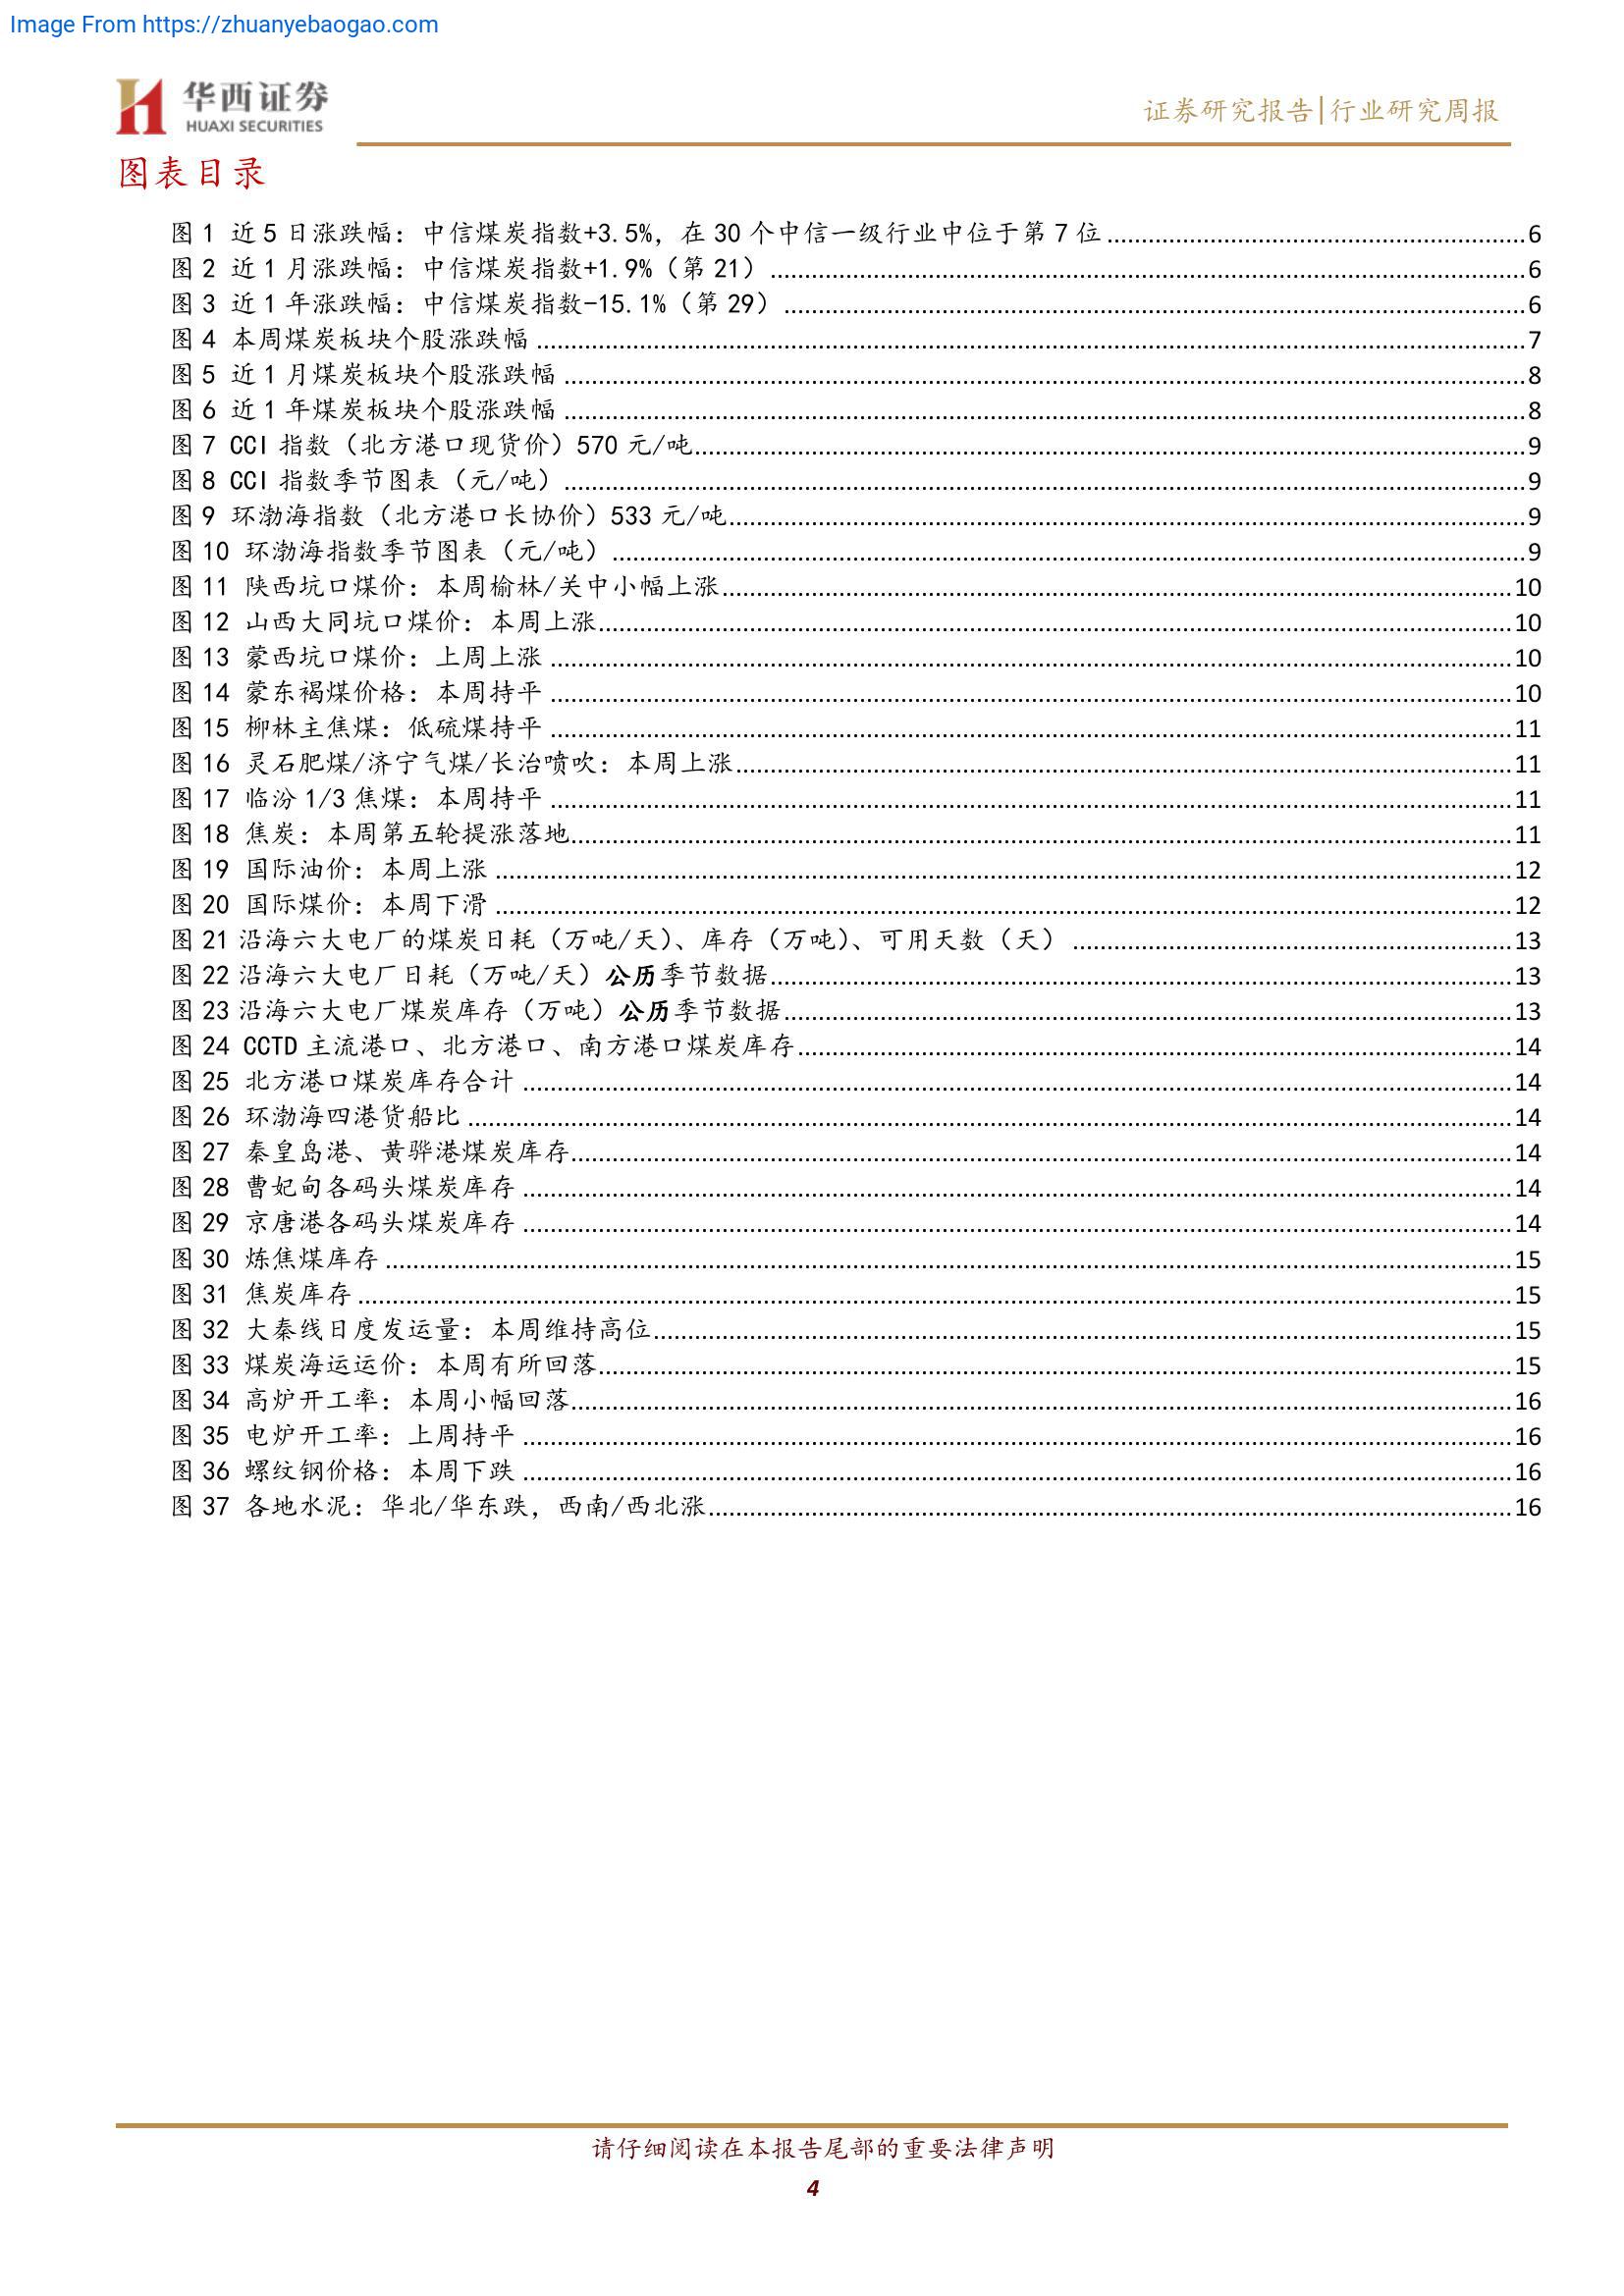 Image From https://zhuanyebaogao.com
华西证券
HUAXI SECURITIES
证券研究报告|行业研究周报
图表目录
图 1 近 5 日涨跌幅：中信煤炭指数+3.5%，在 30 个中信一级行业中位于第 7 位 6
图 2 近 1 月涨跌幅：中信煤炭指数+1.9%（第 21） 6
图 3 近 1 年涨跌幅：中信煤炭指数-15.1%（第 29） 6
图 4 本周煤炭板块个股涨跌幅 7
图 5 近 1 月煤炭板块个股涨跌幅 8
图 6 近 1 年煤炭板块个股涨跌幅 8
图 7 CCI 指数（北方港口现货价）570 元/吨 9
图 8 CCI 指数季节图表（元/吨） 9
图 9 环渤海指数（北方港口长协价）533 元/吨 9
图 10 环渤海指数季节图表（元/吨） 9
图 11 陕西坑口煤价：本周榆林/关中小幅上涨 10
图 12 山西大同坑口煤价：本周上涨 10
图 13 蒙西坑口煤价：上周上涨 10
图 14 蒙东褐煤价格：本周持平 10
图 15 柳林主焦煤：低硫煤持平 11
图 16 灵石肥煤/济宁气煤/长治喷吹：本周上涨 11
图 17 临汾 1/3 焦煤：本周持平 11
图 18 焦炭：本周第五轮提涨落地 11
图 19 国际油价：本周上涨 12
图 20 国际煤价：本周下滑 12
图 21 沿海六大电厂的煤炭日耗（万吨/天）、库存（万吨）、可用天数（天） 13
图 22 沿海六大电厂日耗（万吨/天）公历季节数据 13
图 23 沿海六大电厂煤炭库存（万吨）公历季节数据 13
图 24 CCTD 主流港口、北方港口、南方港口煤炭库存 14
图 25 北方港口煤炭库存合计 14
图 26 环渤海四港货船比 14
图 27 秦皇岛港、黄骅港煤炭库存 14
图 28 曹妃甸各码头煤炭库存 14
图 29 京唐港各码头煤炭库存 14
图 30 炼焦煤库存 15
图 31 焦炭库存 15
图 32 大秦线日度发运量：本周维持高位 15
图 33 煤炭海运运价：本周有所回落 15
图 34 高炉开工率：本周小幅回落 16
图 35 电炉开工率：上周持平 16
图 36 螺纹钢价格：本周下跌 16
图 37 各地水泥：华北/华东跌，西南/西北涨 16
请仔细阅读在本报告尾部的重要法律声明
4